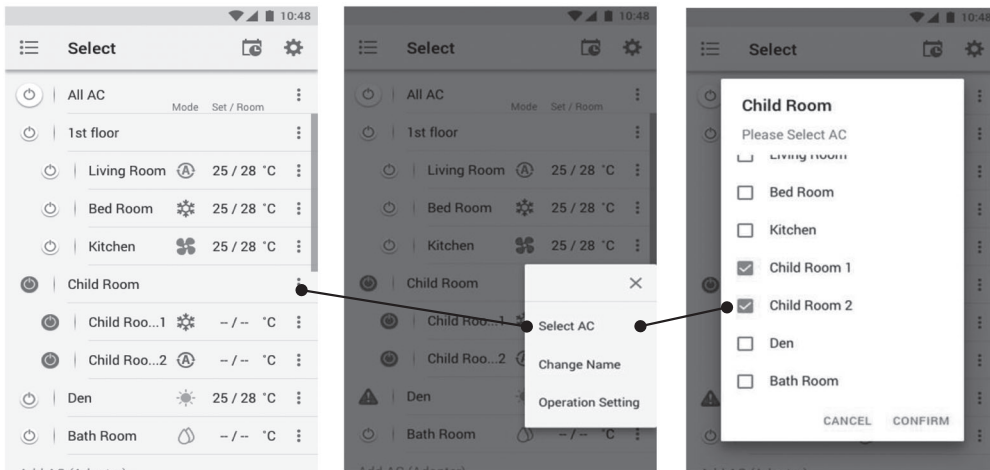 10:48
Select
All AC
Mode Set / Room
1st floor
Living Room 25 / 28 °C
Bed Room 25 / 28 °C
Kitchen 25 / 28 °C
Child Room
Child Roo...1 -- / -- °C
Child Roo...2 -- / -- °C
Den 25 / 28 °C
Bath Room -- / -- °C
10:48
Select
All AC
Mode Set / Room
1st floor
Living Room 25 / 28 °C
Bed Room 25 / 28 °C
Kitchen 25 / 28 °C
Child Room
Child Roo...1
Select AC
Child Roo...2
Change Name
Den
Operation Setting
Bath Room -- / -- °C
10:48
Select
Child Room
Please Select AC
Living Room
Bed Room
Kitchen
Child Room 1
Child Room 2
Den
Bath Room
CANCEL CONFIRM